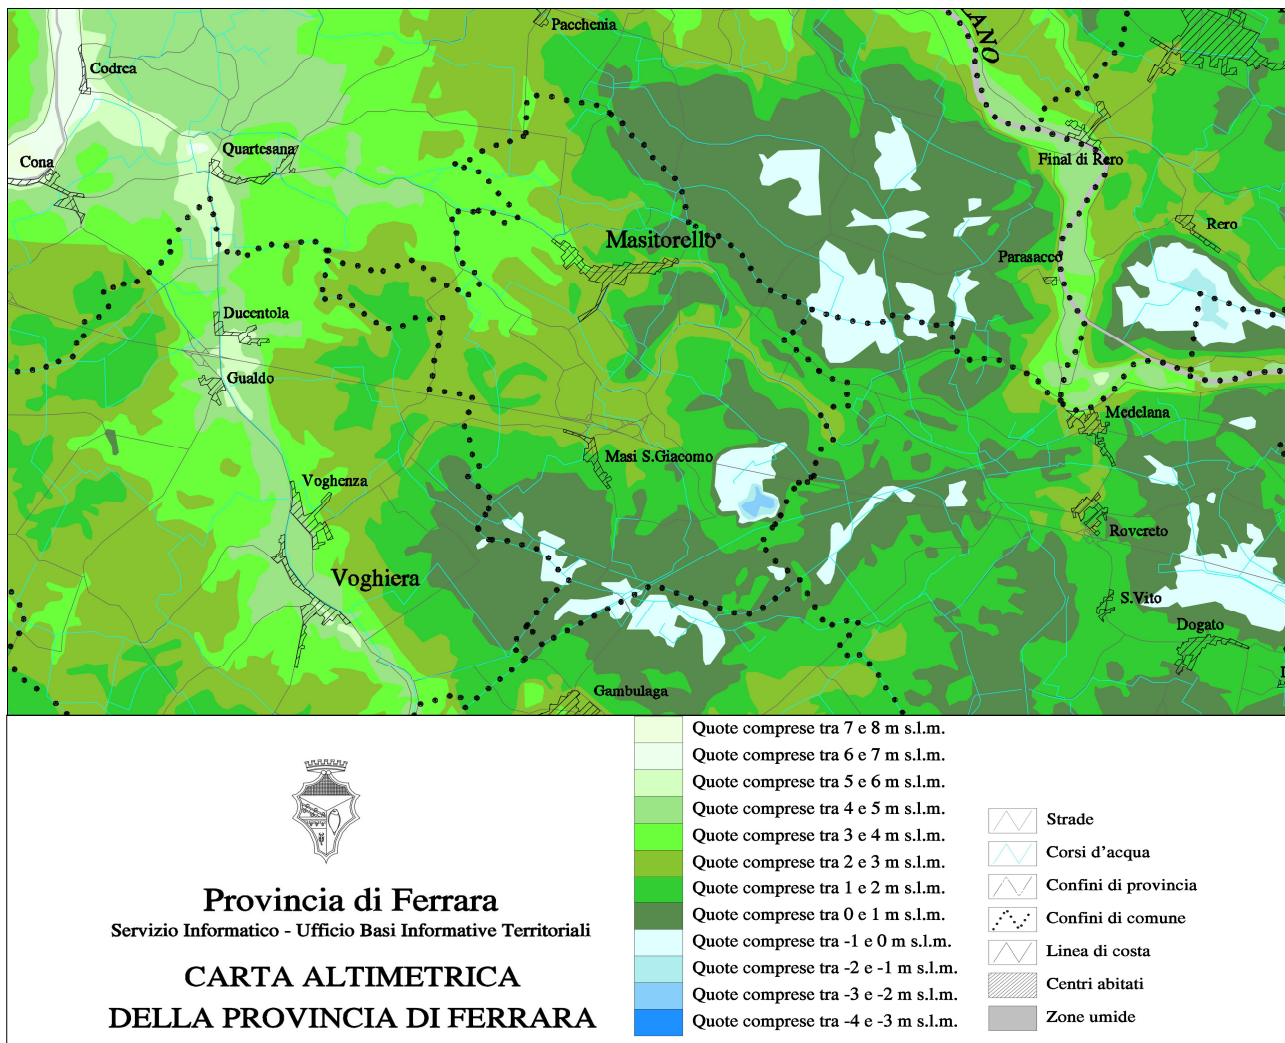 Pacchenia
LANO
Codrea
Quartesana
Cona
Final di Rero
Rero
Masitorello
Parasacco
Ducentola
Gualdo
Medelana
Masi S.Giacomo
Voghenza
Rovereto
Voghiera
S.Vito
Dogato
Gambulaga
Quote comprese tra 7 e 8 m s.l.m.
Quote comprese tra 6 e 7 m s.l.m.
Quote comprese tra 5 e 6 m s.l.m.
Quote comprese tra 4 e 5 m s.l.m.
Quote comprese tra 3 e 4 m s.l.m.
Quote comprese tra 2 e 3 m s.l.m.
Quote comprese tra 1 e 2 m s.l.m.
Quote comprese tra 0 e 1 m s.l.m.
Quote comprese tra -1 e 0 m s.l.m.
Quote comprese tra -2 e -1 m s.l.m.
Quote comprese tra -3 e -2 m s.l.m.
Quote comprese tra -4 e -3 m s.l.m.
Strade
Corsi d'acqua
Confini di provincia
Confini di comune
Linea di costa
Centri abitati
Zone umide
Provincia di Ferrara
Servizio Informatico - Ufficio Basi Informative Territoriali
CARTA ALTIMETRICA
DELLA PROVINCIA DI FERRARA